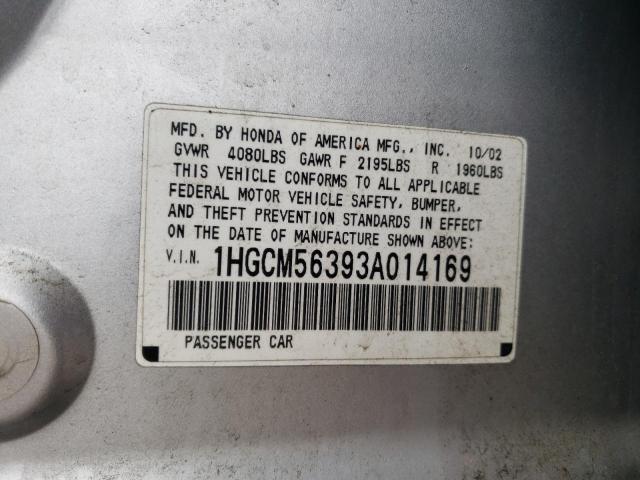 MFD. BY HONDA OF AMERICA MFG., INC. 10/02
GVWR 4080LBS GAWR F 2195LBS R 1960LBS
THIS VEHICLE CONFORMS TO ALL APPLICABLE
FEDERAL MOTOR VEHICLE SAFETY, BUMPER,
AND THEFT PREVENTION STANDARDS IN EFFECT
ON THE DATE OF MANUFACTURE SHOWN ABOVE:
V.I.N. 1HGCM56393A014169
PASSENGER CAR